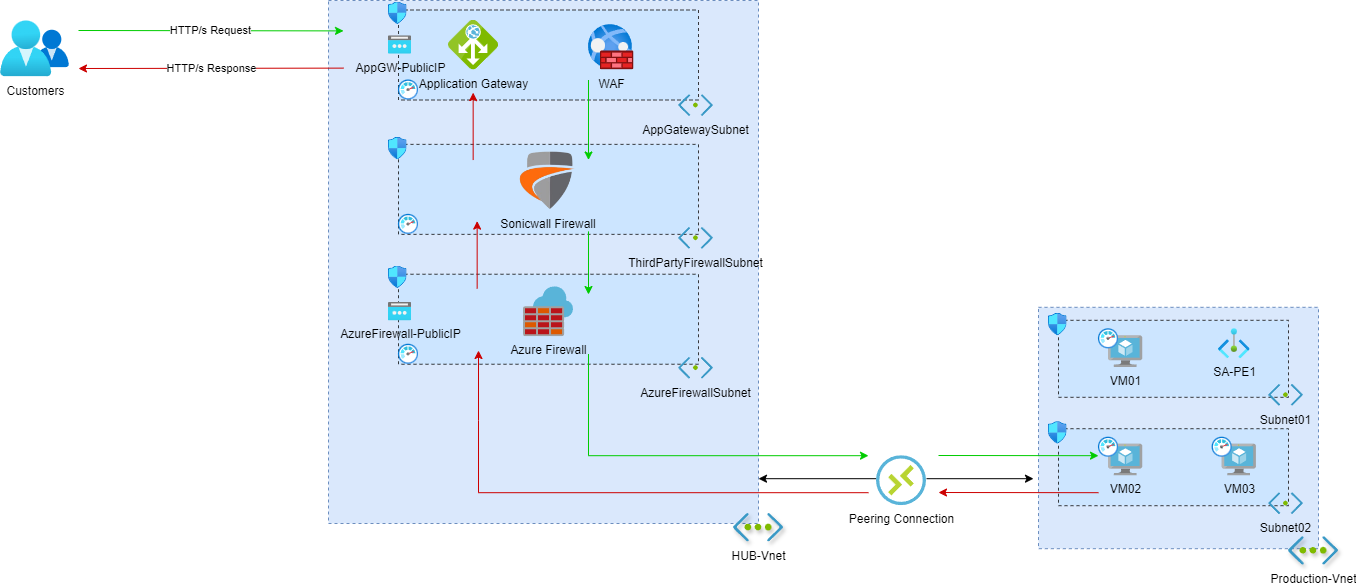 HTTP/s Request
HTTP/s Response
Customers
AppGW-PublicIP
Application Gateway
WAF
AppGatewaySubnet
Sonicwall Firewall
ThirdPartyFirewallSubnet
AzureFirewall-PublicIP
Azure Firewall
AzureFirewallSubnet
VM01
SA-PE1
Subnet01
VM02
VM03
Subnet02
Peering Connection
HUB-Vnet
Production-Vnet